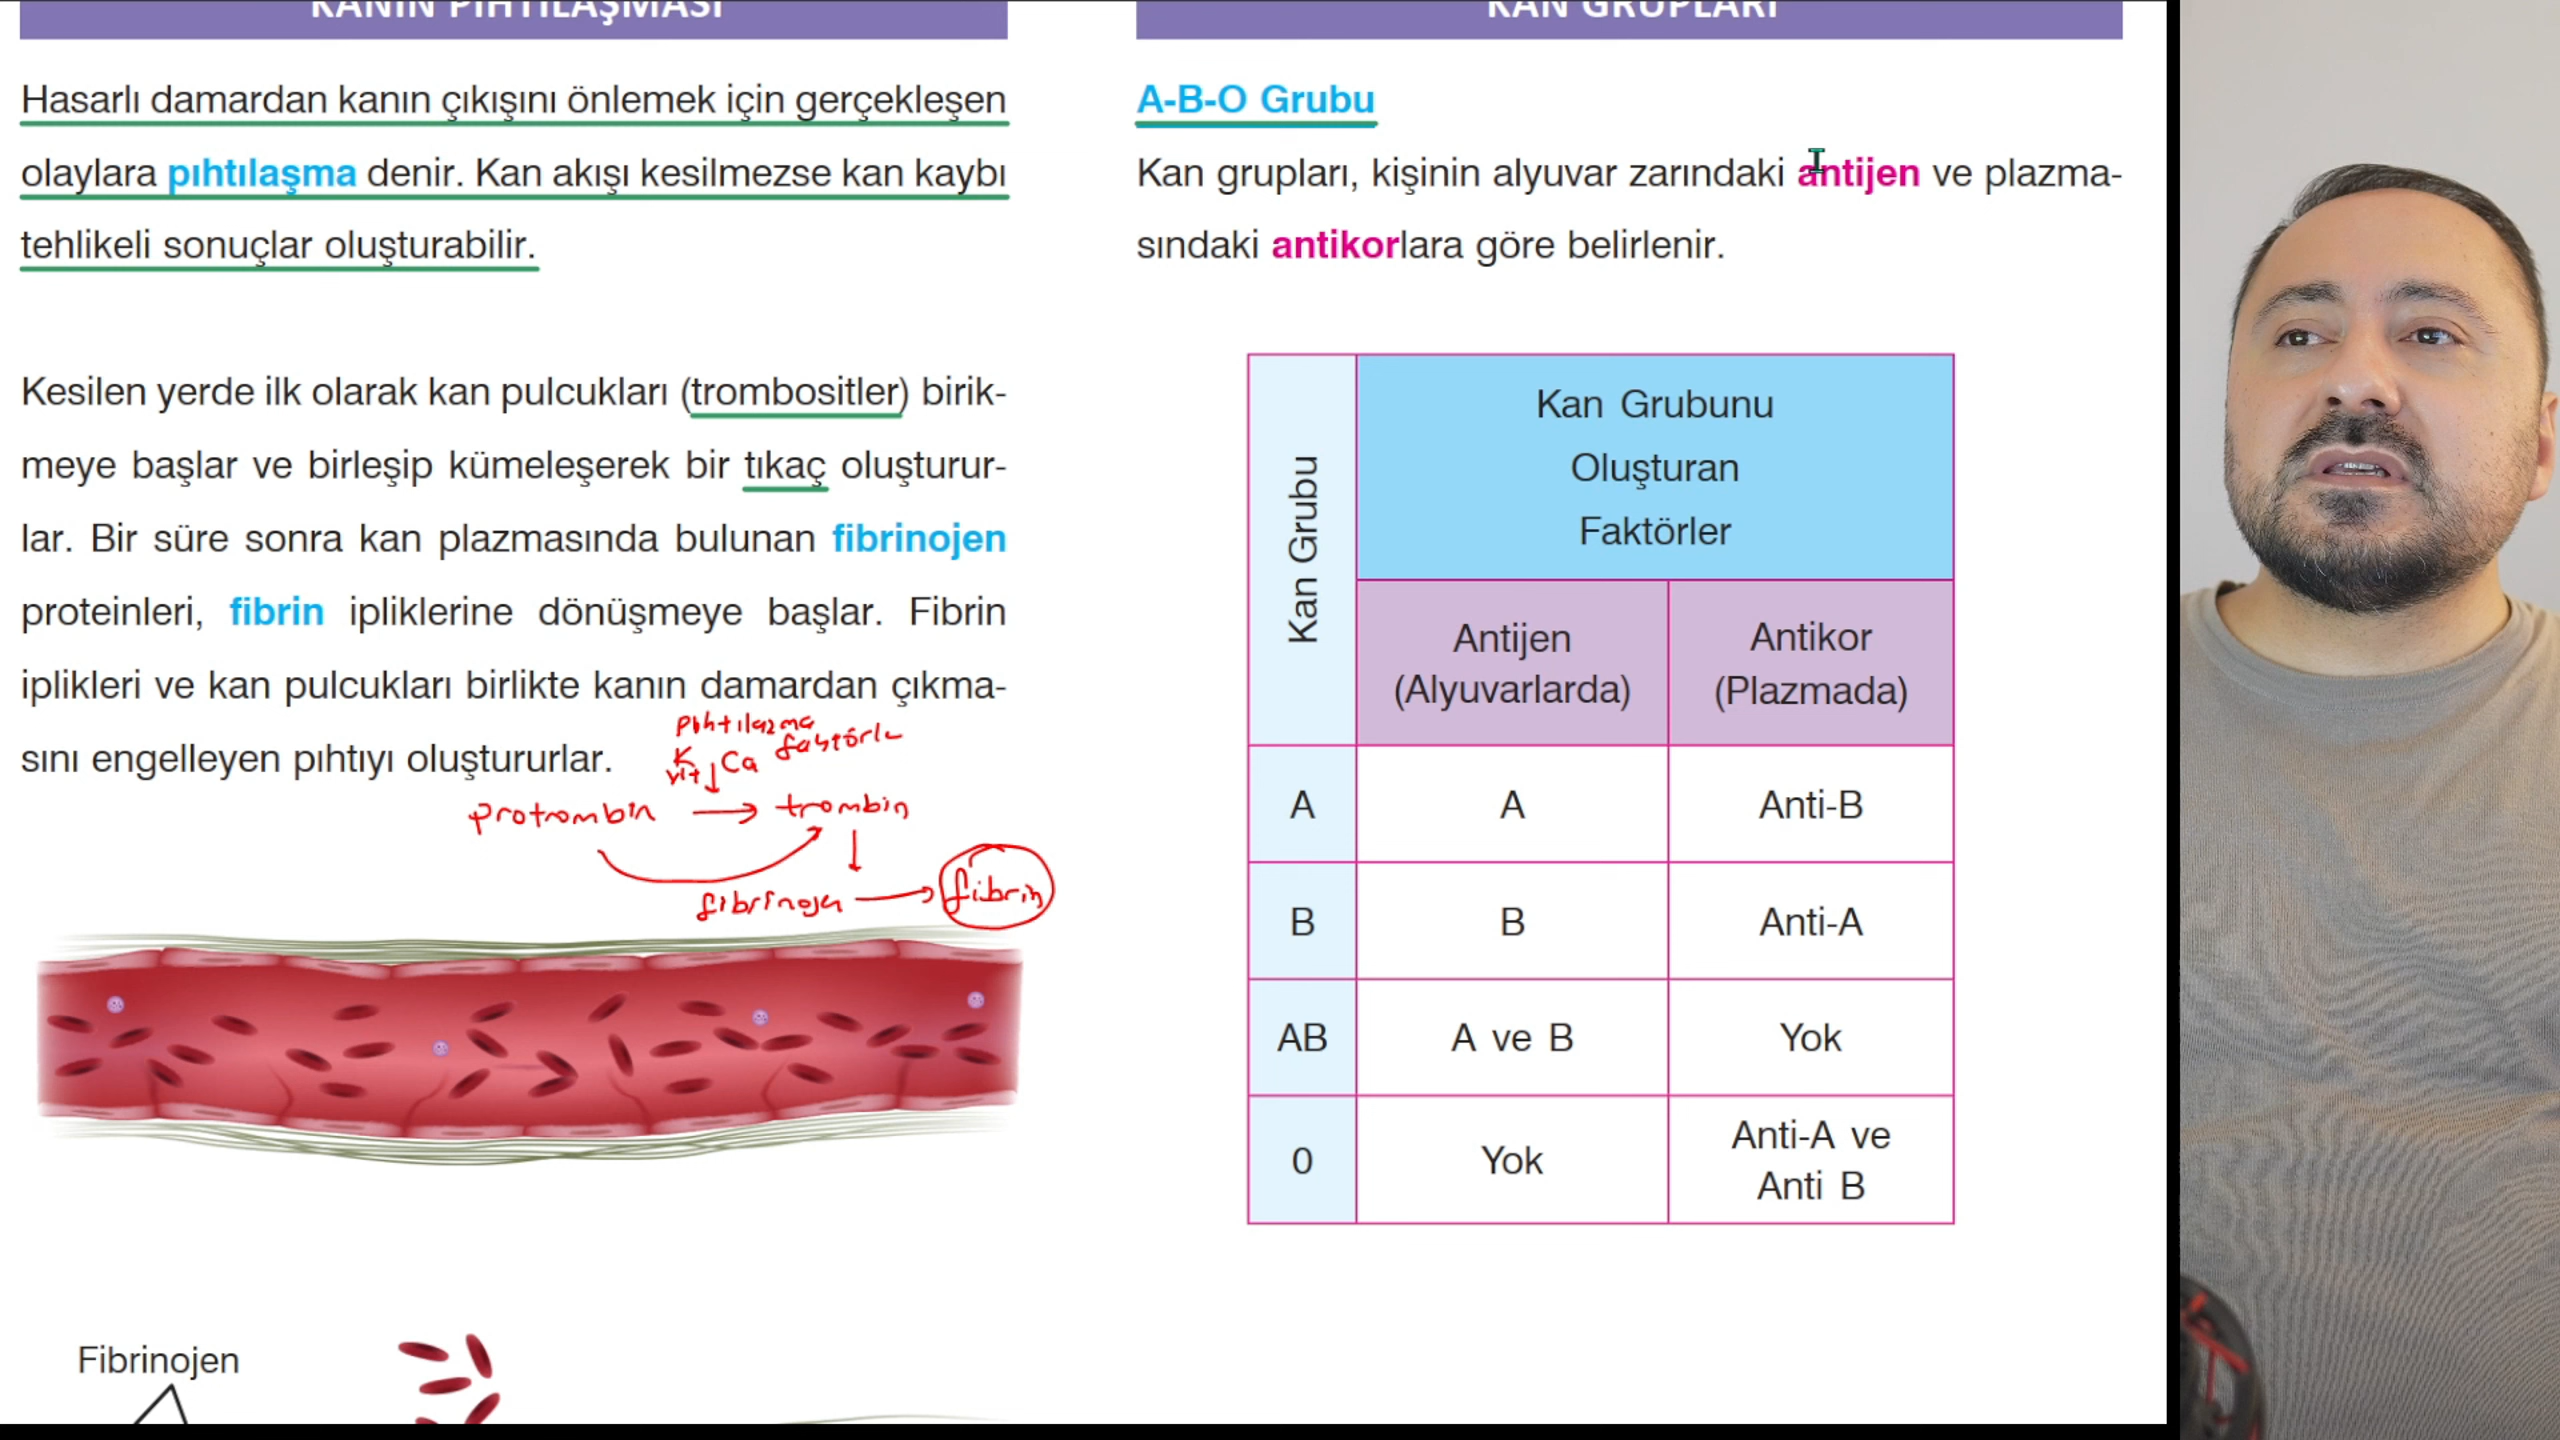 KANIN PIHTILAŞMASI
Hasarlı damardan kanın çıkışını önlemek için gerçekleşen
olaylara pıhtılaşma denir. Kan akışı kesilmezse kan kaybı
tehlikeli sonuçlar oluşturabilir.
Kesilen yerde ilk olarak kan pulcukları (trombositler) birik-
meye başlar ve birleşip kümeleşerek bir tıkaç oluşturur-
lar. Bir süre sonra kan plazmasında bulunan fibrinojen
proteinleri, fibrin ipliklerine dönüşmeye başlar. Fibrin
iplikleri ve kan pulcukları birlikte kanın damardan çıkma-
sını engelleyen pıhtıyı oluştururlar.
K Ca
vit
protrombin → trombin
fibrinojen → fibrin
Fibrinojen
KAN GRUPLARI
A-B-O Grubu
Kan grupları, kişinin alyuvar zarındaki antijen ve plazma-
sındaki antikorlara göre belirlenir.
Kan Grubu
Kan Grubunu
Oluşturan
Faktörler
Antijen
(Alyuvarlarda)
Antikor
(Plazmada)
A A Anti-B
B B Anti-A
AB A ve B Yok
0 Yok Anti-A ve
Anti B